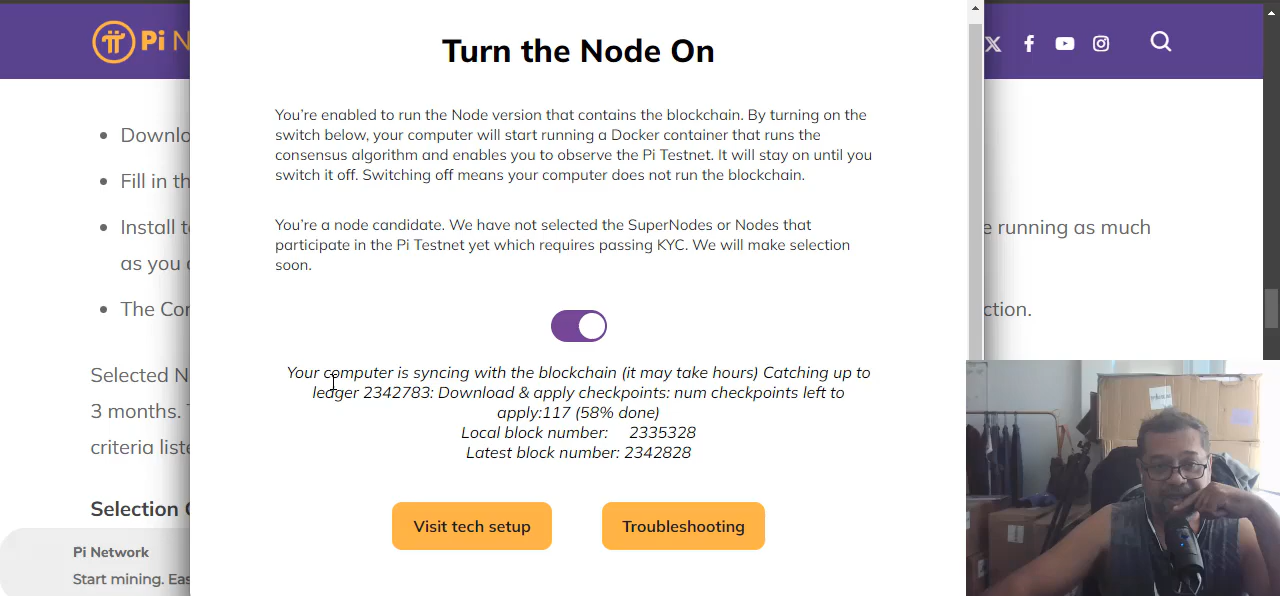 Pi N
Turn the Node On
You're enabled to run the Node version that contains the blockchain. By turning on the
switch below, your computer will start running a Docker container that runs the
consensus algorithm and enables you to observe the Pi Testnet. It will stay on until you
switch it off. Switching off means your computer does not run the blockchain.
You're a node candidate. We have not selected the SuperNodes or Nodes that
participate in the Pi Testnet yet which requires passing KYC. We will make selection
soon.
Your computer is syncing with the blockchain (it may take hours) Catching up to
ledger 2342783: Download & apply checkpoints: num checkpoints left to
apply:117 (58% done)
Local block number: 2335328
Latest block number: 2342828
Visit tech setup
Troubleshooting
Downlo
Fill in th
Install t
e running as much
as you
The Cor
ction.
Selected N
3 months.
criteria liste
Selection
Pi Network
Start mining. Eas